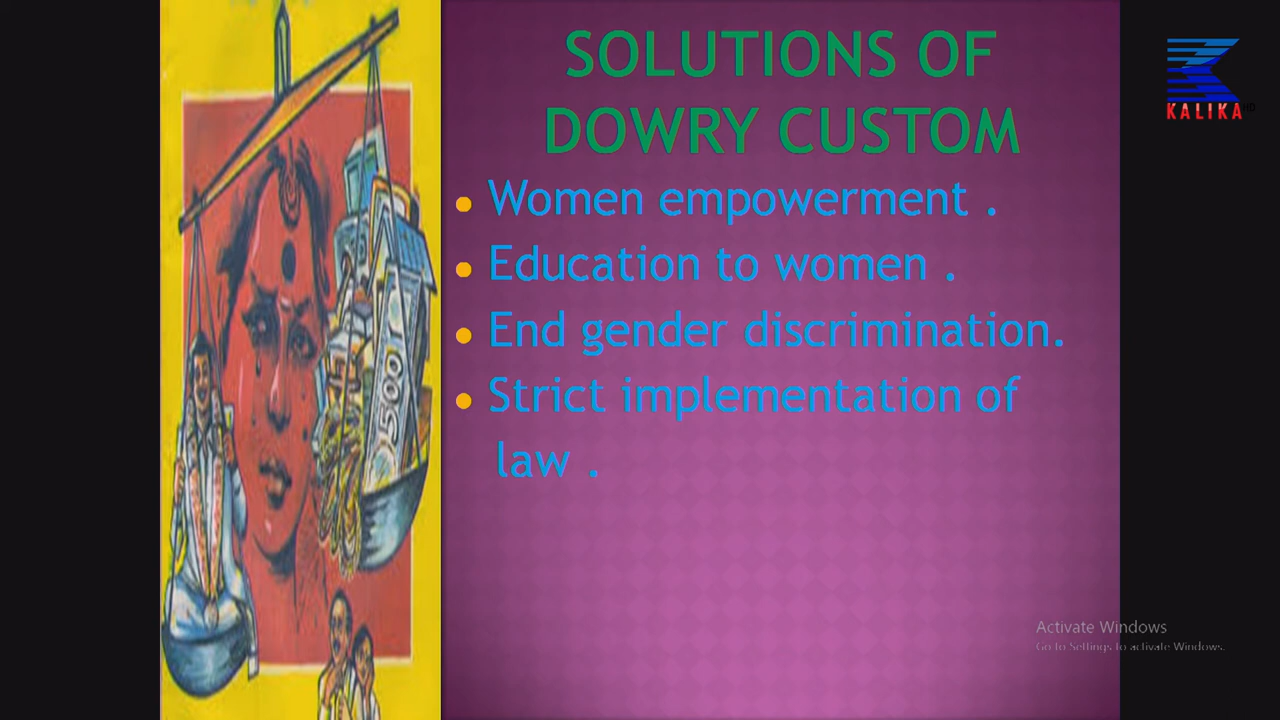 SOLUTIONS OF
DOWRY CUSTOM
• Women empowerment .
• Education to women .
• End gender discrimination.
• Strict implementation of
law .
500
KALIKA HD
Activate Windows
Go to Settings to activate Windows.